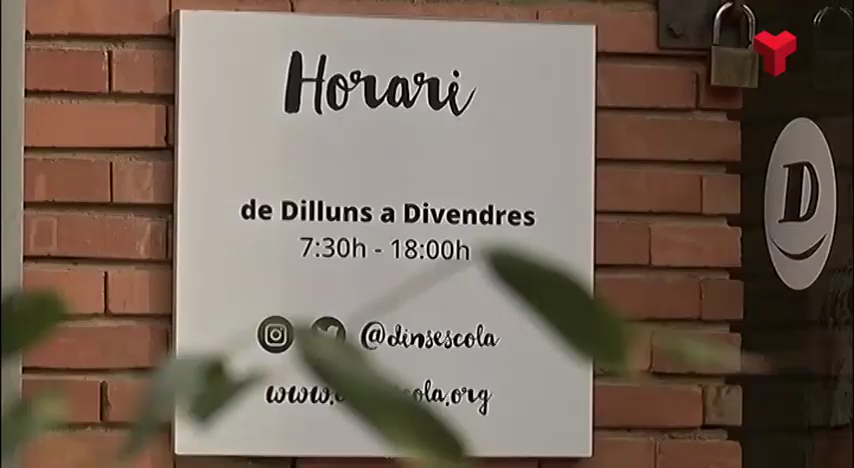 Horari
de Dilluns a Divendres
7:30h - 18:00h
@dinsescola
D